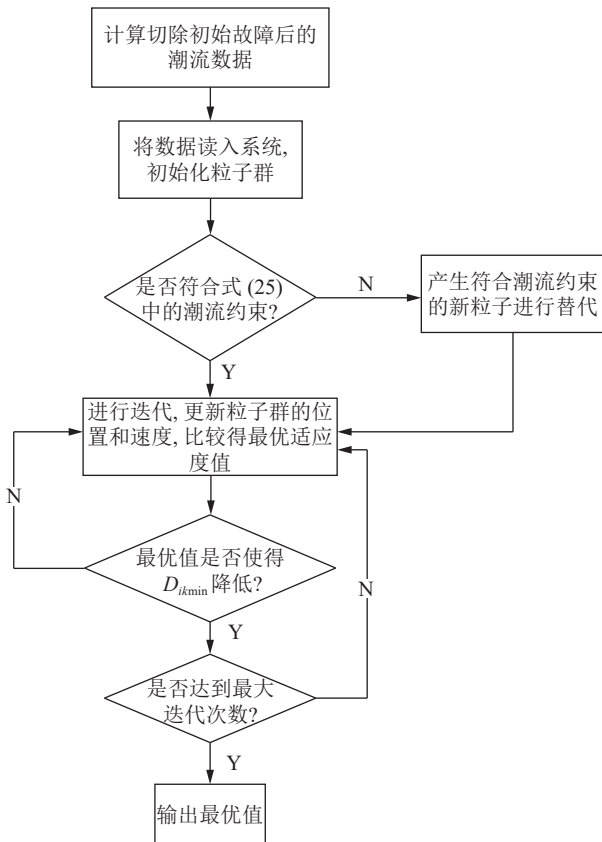 计算切除初始故障后的
潮流数据
将数据读入系统,
初始化粒子群
是否符合式 (25)
中的潮流约束?
N
产生符合潮流约束
的新粒子进行替代
Y
进行迭代, 更新粒子群的位
置和速度, 比较得最优适应
度值
N
最优值是否使得
D_{ikmin} 降低?
N
Y
是否达到最大
迭代次数?
Y
输出最优值